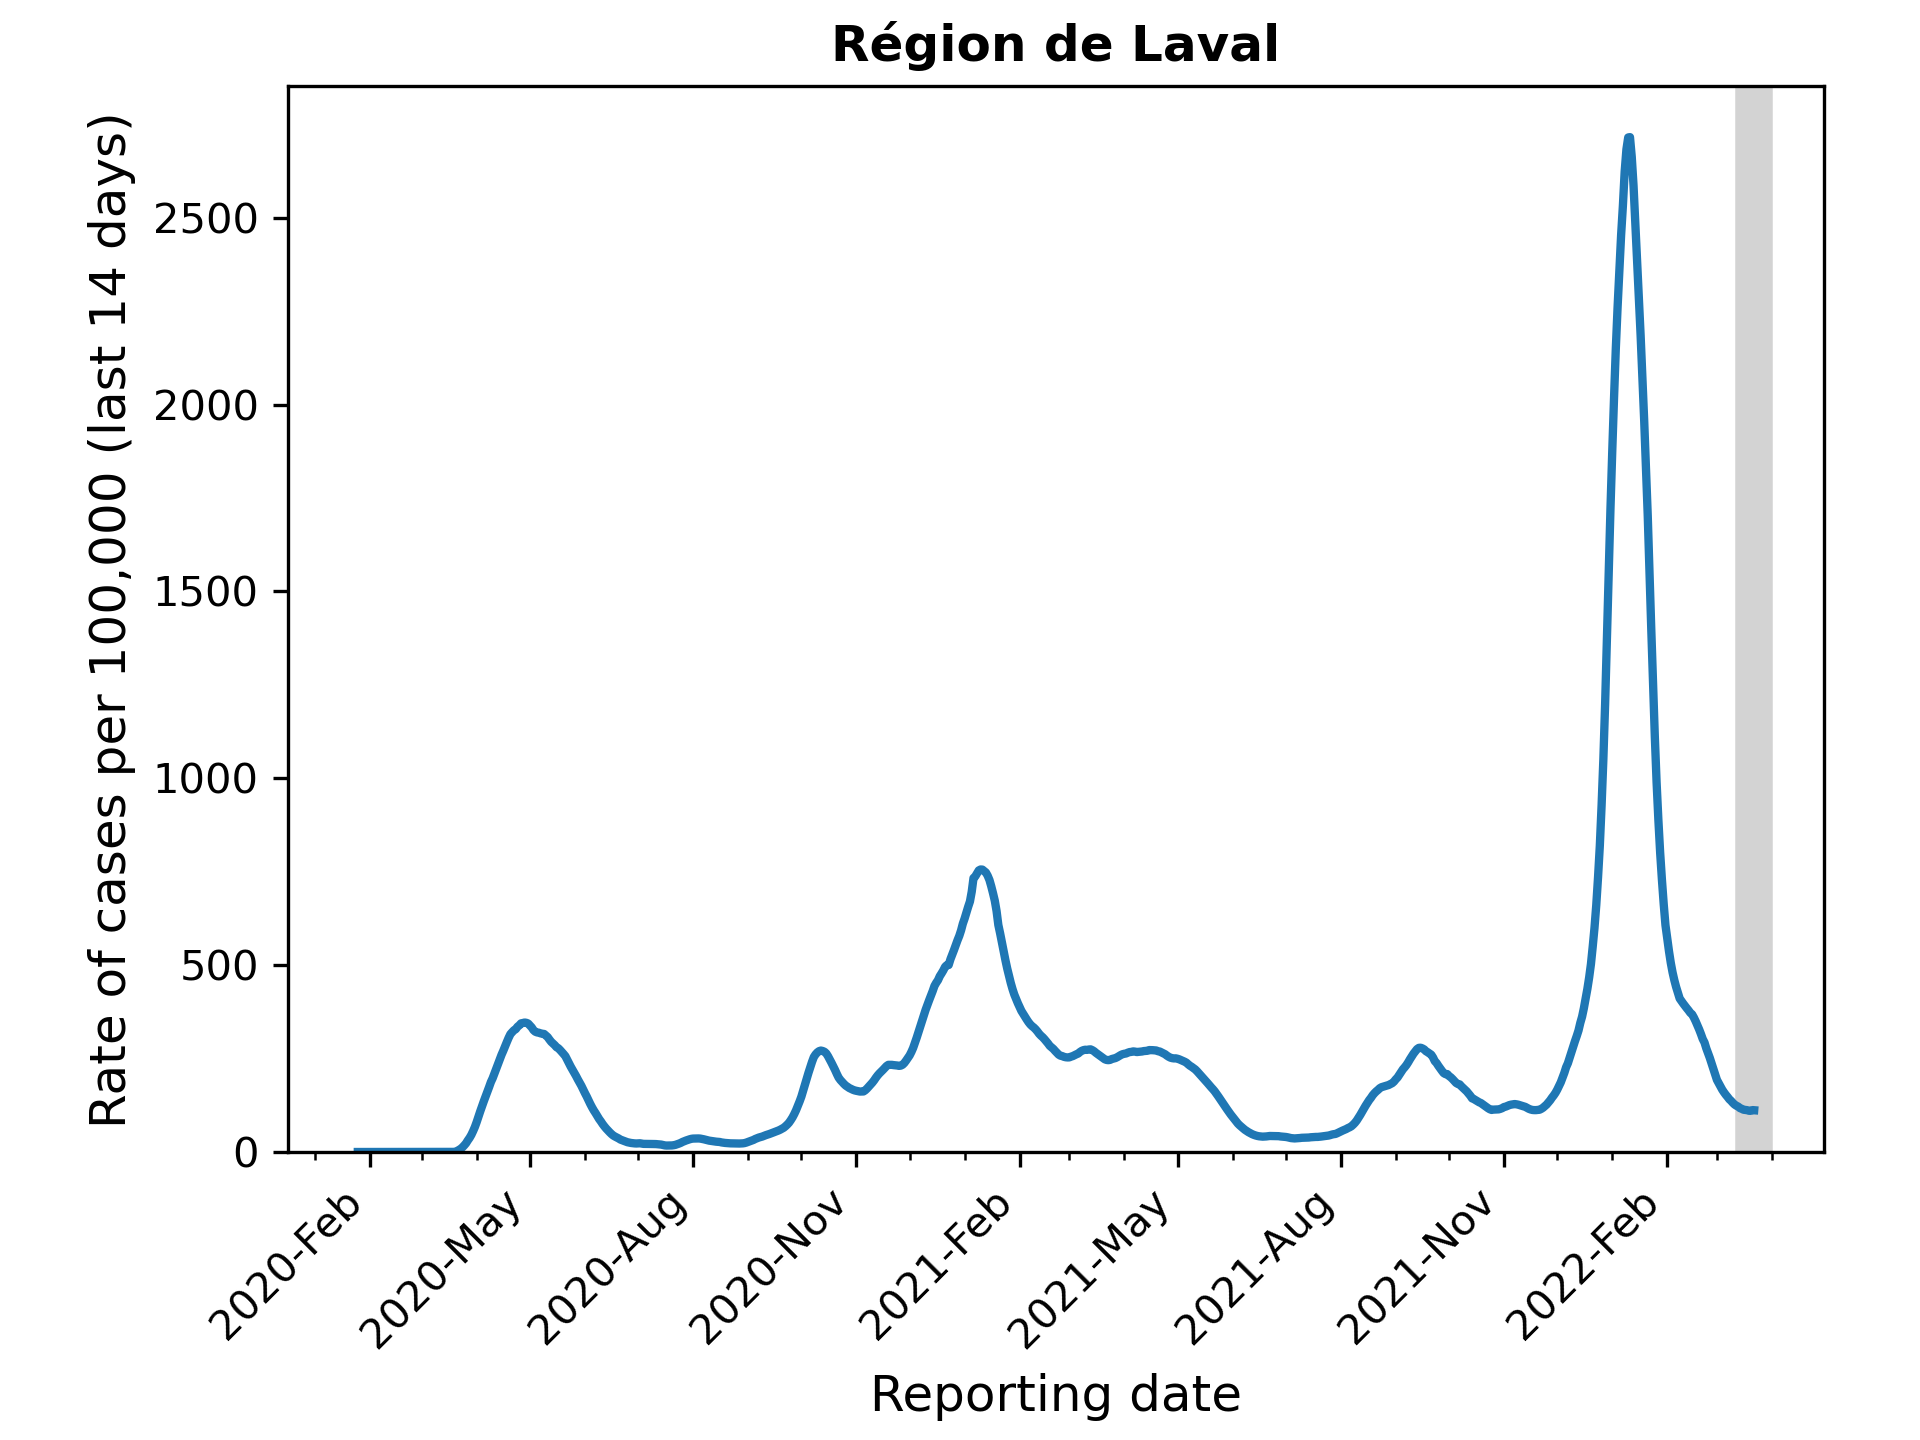 Région de Laval
Rate of cases per 100,000 (last 14 days)
2500
2000
1500
1000
500
0
2020-Feb
2020-May
2020-Aug
2020-Nov
2021-Feb
2021-May
2021-Aug
2021-Nov
2022-Feb
Reporting date